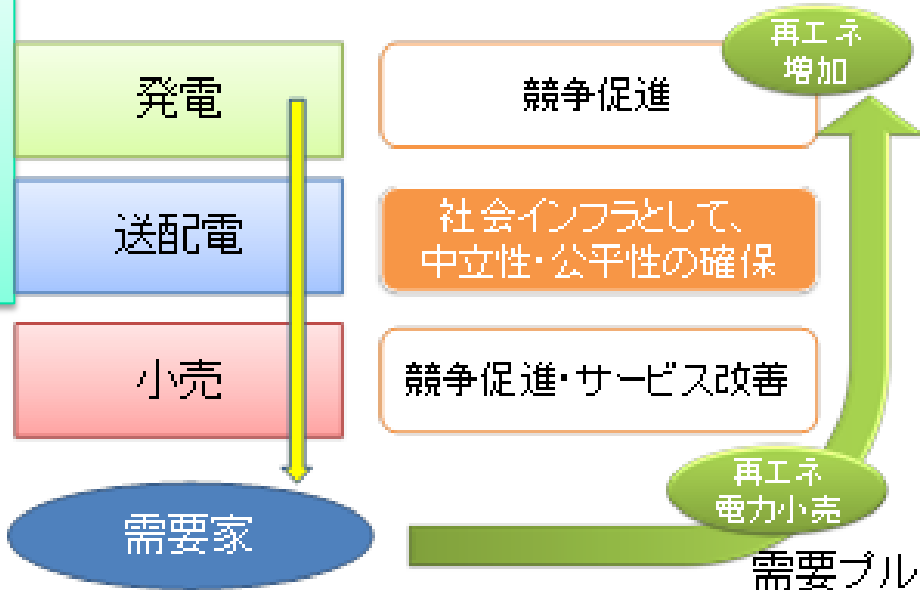 再エネ
増加
発電
競争促進
送配電
社会インフラとして、
中立性・公平性の確保
小売
競争促進・サービス改善
再エネ
電力小売
需要家
需要プル